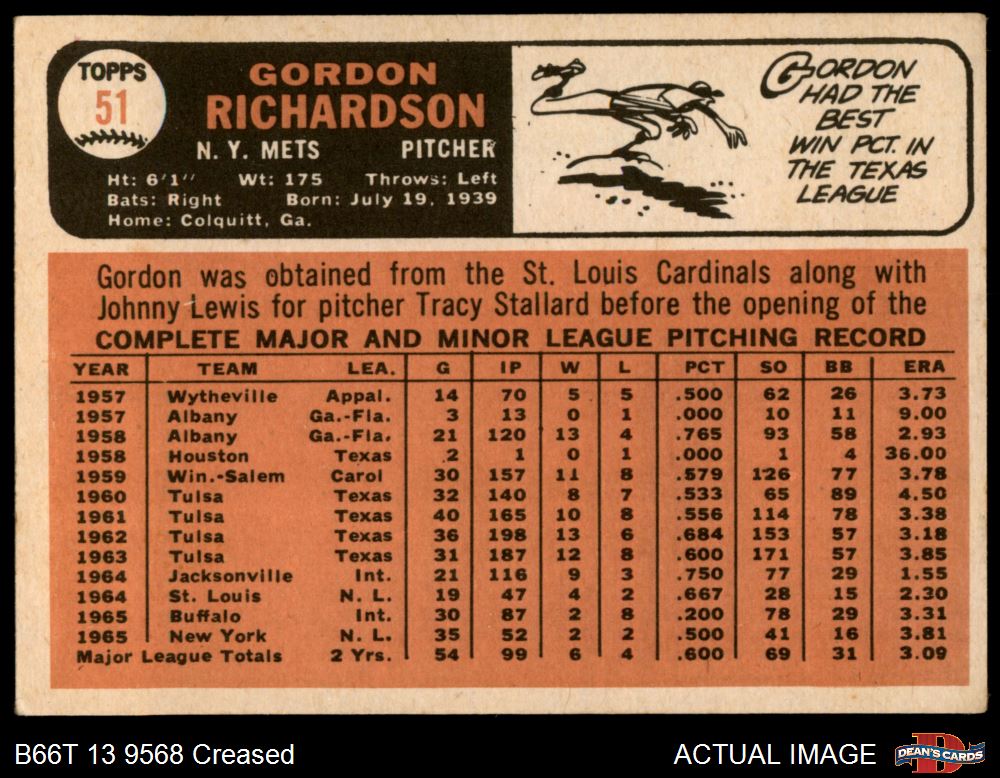 TOPPS
51
GORDON
RICHARDSON
N. Y. METS PITCHER
Ht: 6'1" Wt: 175 Throws: Left
Bats: Right Born: July 19, 1939
Home: Colquitt, Ga.
GORDON
HAD THE
BEST
WIN PCT. IN
THE TEXAS
LEAGUE
Gordon was obtained from the St. Louis Cardinals along with
Johnny Lewis for pitcher Tracy Stallard before the opening of the
COMPLETE MAJOR AND MINOR LEAGUE PITCHING RECORD
YEAR TEAM LEA. G IP W L PCT SO BB ERA
1957 Wytheville Appal. 14 70 5 5 .500 62 26 3.73
1957 Albany Ga.-Fla. 3 13 0 1 .000 10 11 9.00
1958 Albany Ga.-Fla. 21 120 13 4 .765 93 58 2.93
1958 Houston Texas 2 1 0 1 .000 1 4 36.00
1959 Win.-Salem Carol 30 157 11 8 .579 126 77 3.78
1960 Tulsa Texas 32 140 8 7 .533 65 89 4.50
1961 Tulsa Texas 40 165 10 8 .556 114 78 3.38
1962 Tulsa Texas 36 198 13 6 .684 153 57 3.18
1963 Tulsa Texas 31 187 12 8 .600 171 57 3.85
1964 Jacksonville Int. 21 116 9 3 .750 77 29 1.55
1964 St. Louis N. L. 19 47 4 2 .667 28 15 2.30
1965 Buffalo Int. 30 87 2 8 .200 78 29 3.31
1965 New York N. L. 35 52 2 2 .500 41 16 3.81
Major League Totals 2 Yrs. 54 99 6 4 .600 69 31 3.09
B66T 13 9568 Creased
ACTUAL IMAGE
DEAN'S CARDS